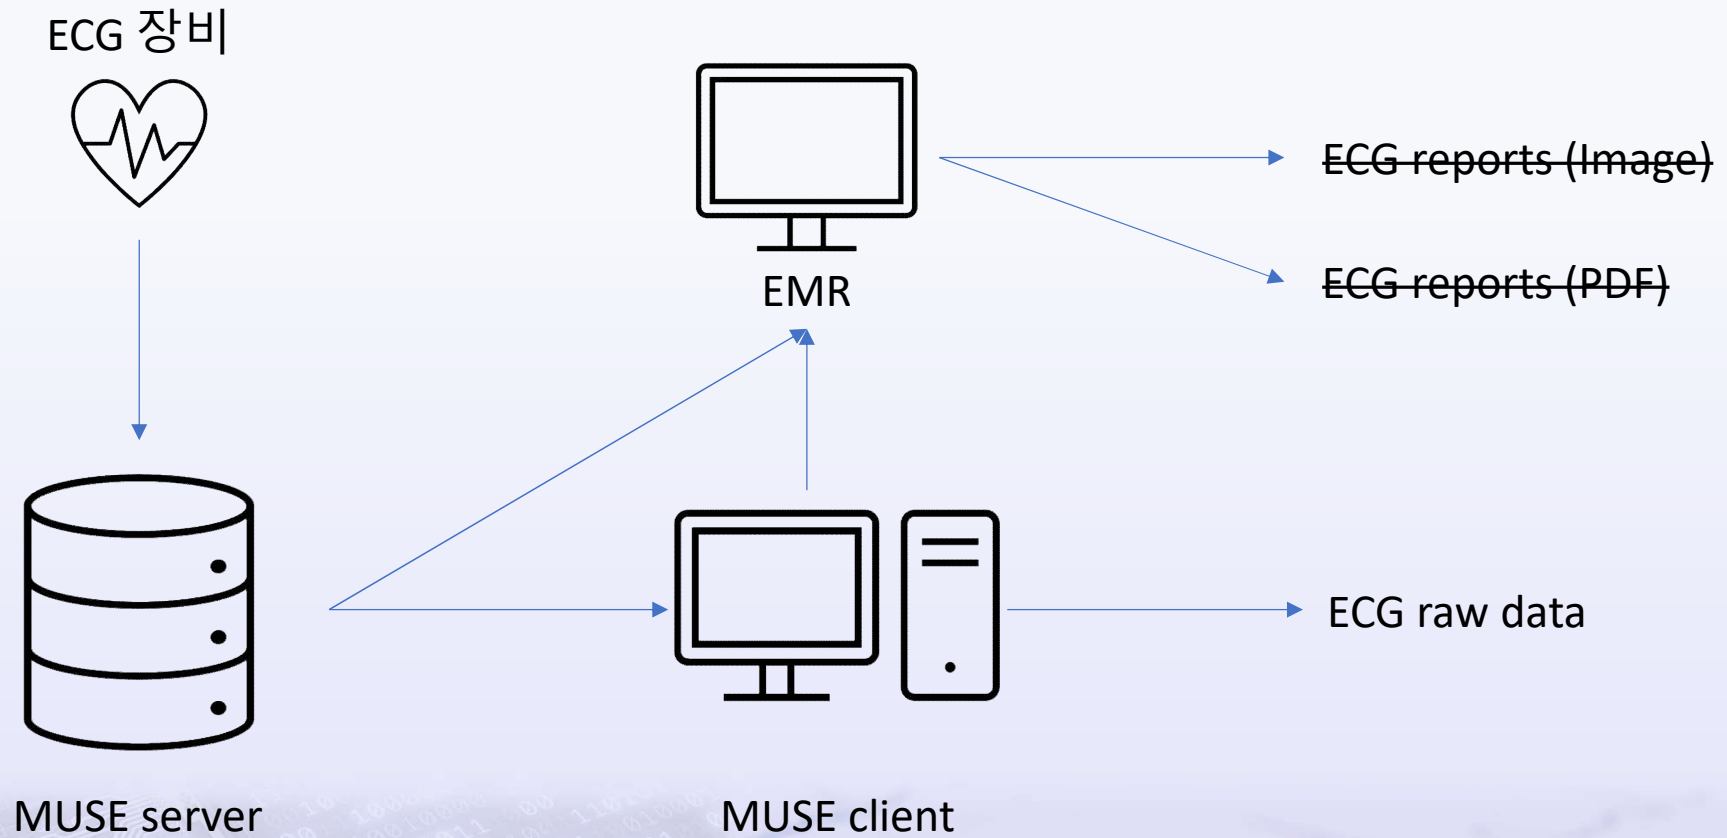 ECG 장비
ECG reports (Image)
EMR
ECG reports (PDF)
ECG raw data
MUSE server
MUSE client